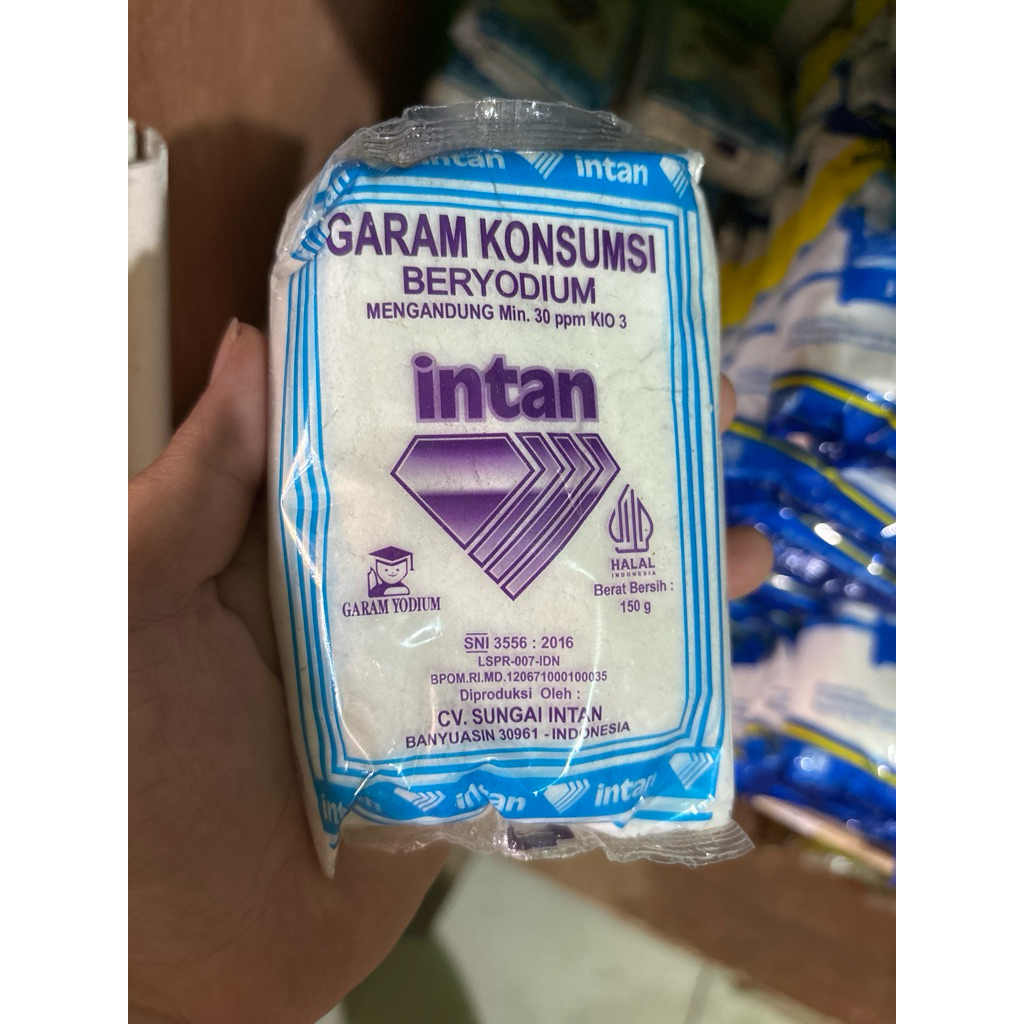 intan intan
GARAM KONSUMSI
BERYODIUM
MENGANDUNG Min. 30 ppm KIO 3
intan
HALAL
INDONESIA
GARAM YODIUM
Berat Bersih :
150 g
SNI 3556 : 2016
LSPR-007-IDN
BPOM.RI.MD.120671000100035
Diproduksi Oleh :
CV. SUNGAI INTAN
BANYUASIN 30961 - INDONESIA
intan intan